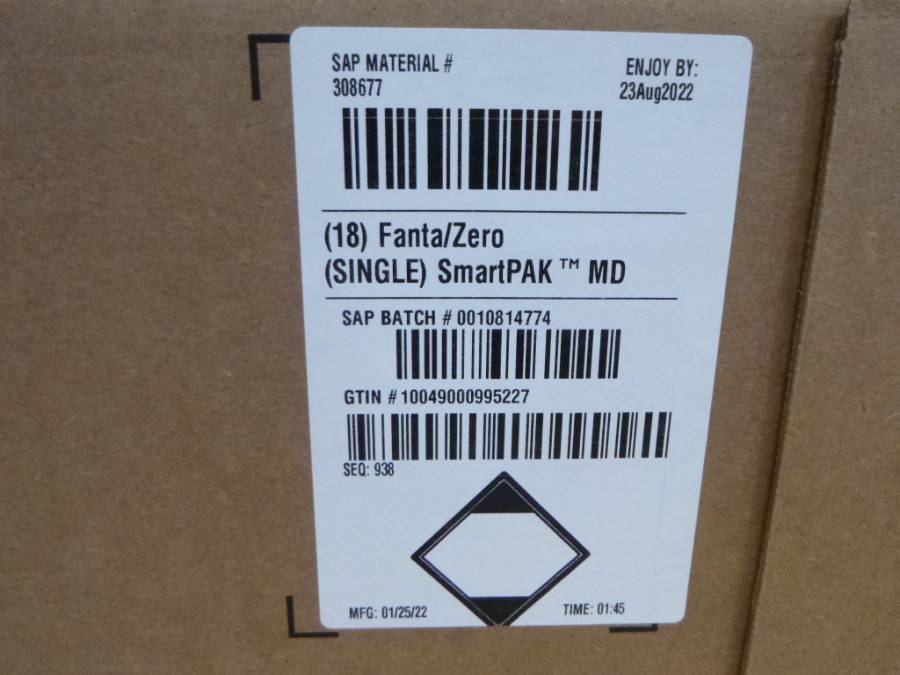 SAP MATERIAL #
308677
ENJOY BY:
23Aug2022
(18) Fanta/Zero
(SINGLE) SmartPAK ™ MD
SAP BATCH # 0010814774
GTIN # 10049000995227
SEQ: 938
MFG: 01/25/22
TIME: 01:45